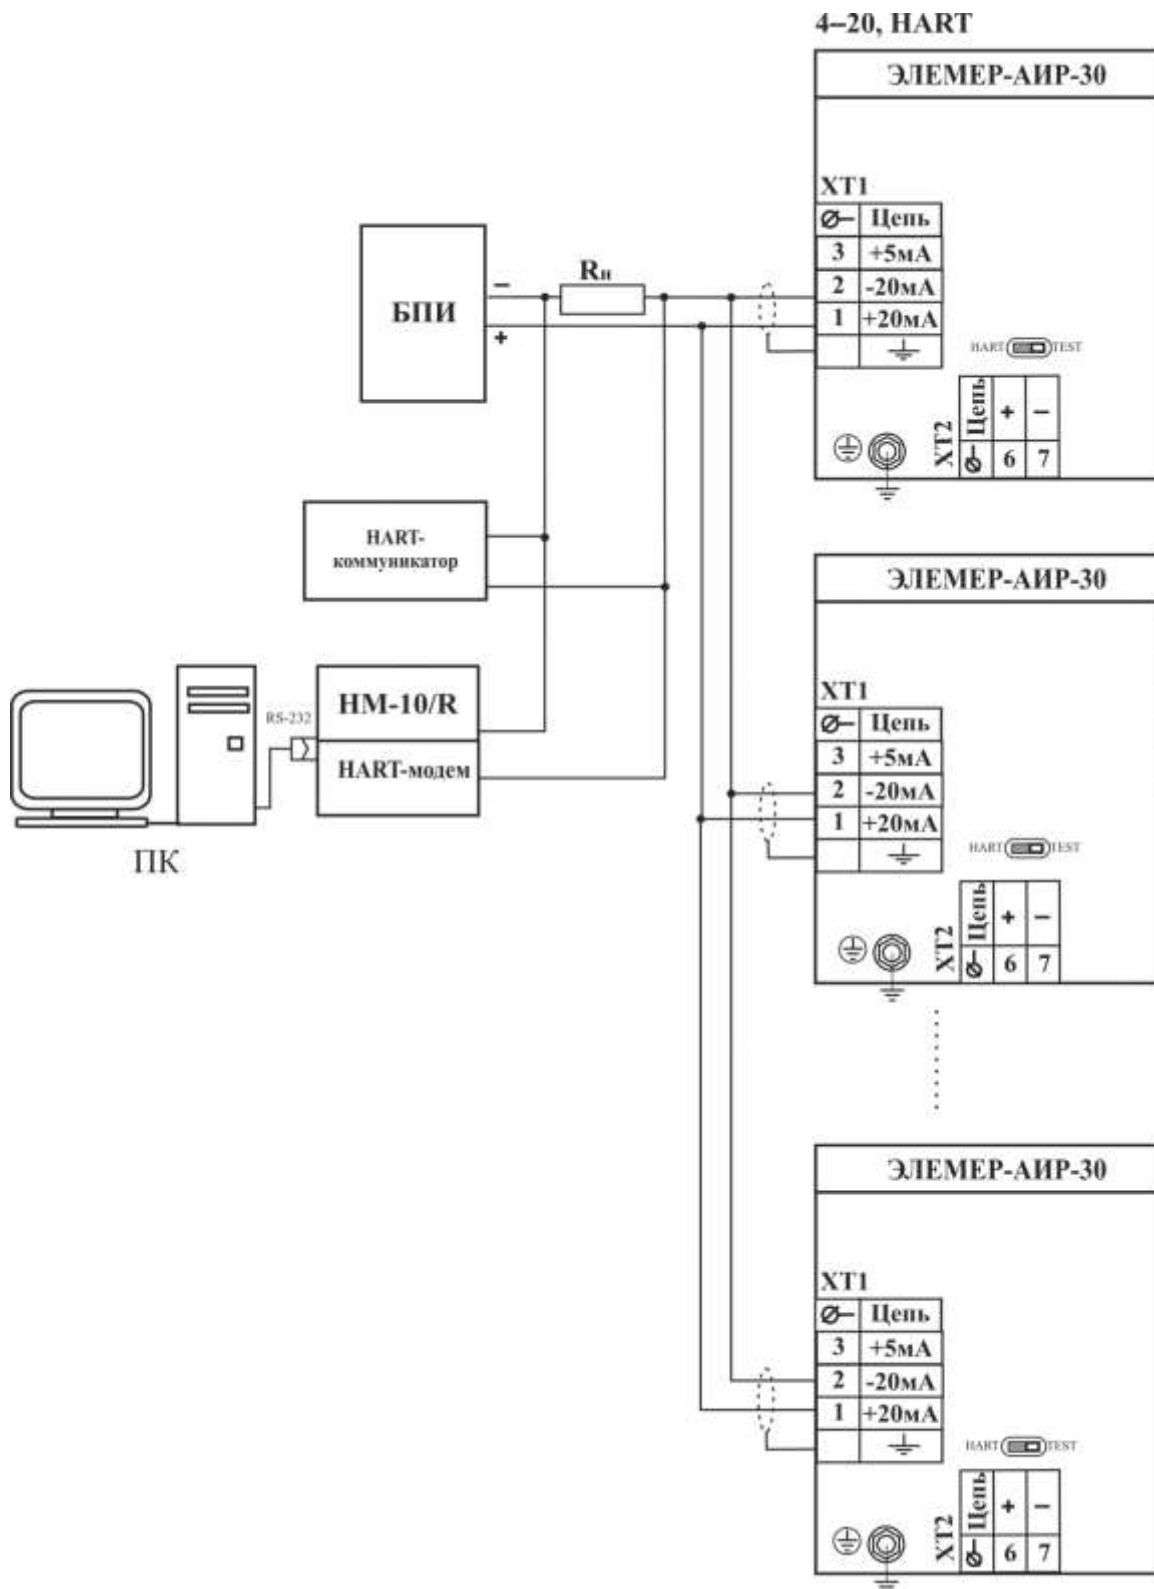 4–20, HART
ЭЛЕМЕР-АИР-30
XT1
Цепь
3 +5мА
2 -20мА
1 +20мА
HART TEST
XT2
Цепь + −
6 7
БПИ
−
+
Rн
HART-
коммуникатор
HM-10/R
HART-модем
RS-232
ПК
ЭЛЕМЕР-АИР-30
XT1
Цепь
3 +5мА
2 -20мА
1 +20мА
HART TEST
XT2
Цепь + −
6 7
ЭЛЕМЕР-АИР-30
XT1
Цепь
3 +5мА
2 -20мА
1 +20мА
HART TEST
XT2
Цепь + −
6 7